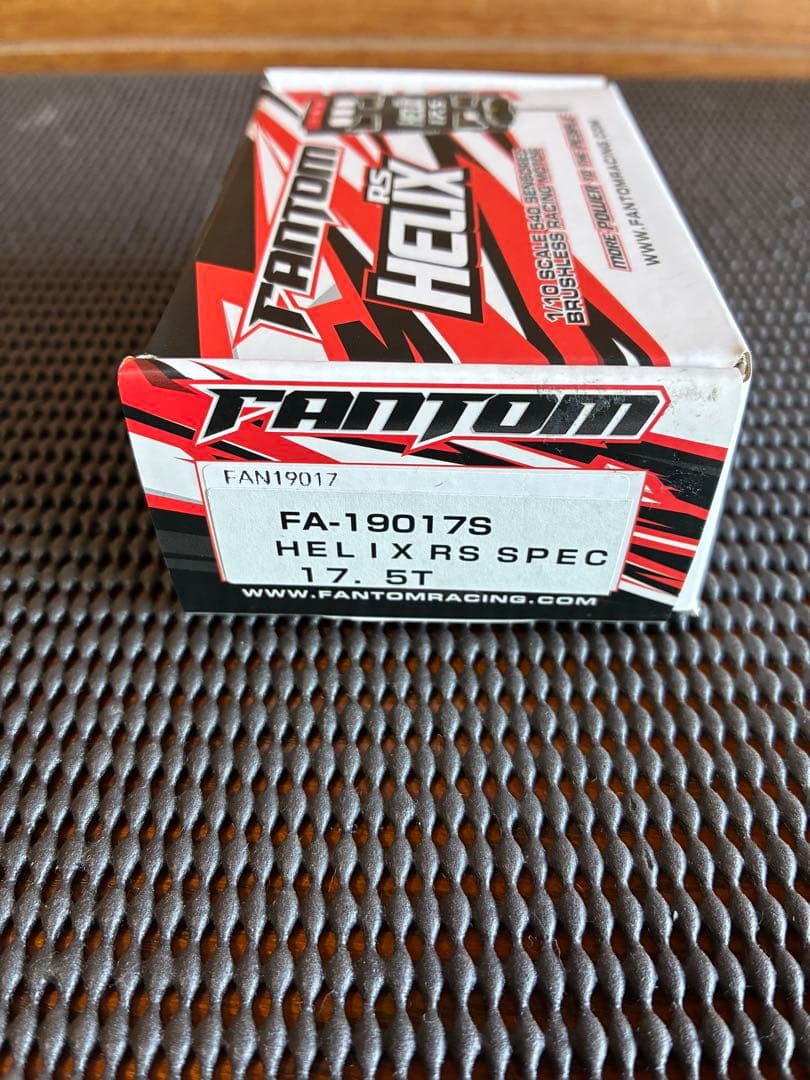 FANTOM
RS
HELIX
1/10 SCALE 540 SENSORED
BRUSHLESS RACING MOTOR
MORE POWER TO THE PEOPLE
WWW.FANTOMRACING.COM
FANTOM
FAN19017
FA-19017S
HELIX RS SPEC
17. 5T
WWW.FANTOMRACING.COM